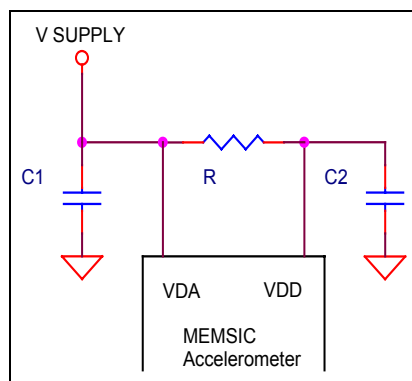 V SUPPLY
C1
R
C2
VDA
VDD
MEMSIC
Accelerometer